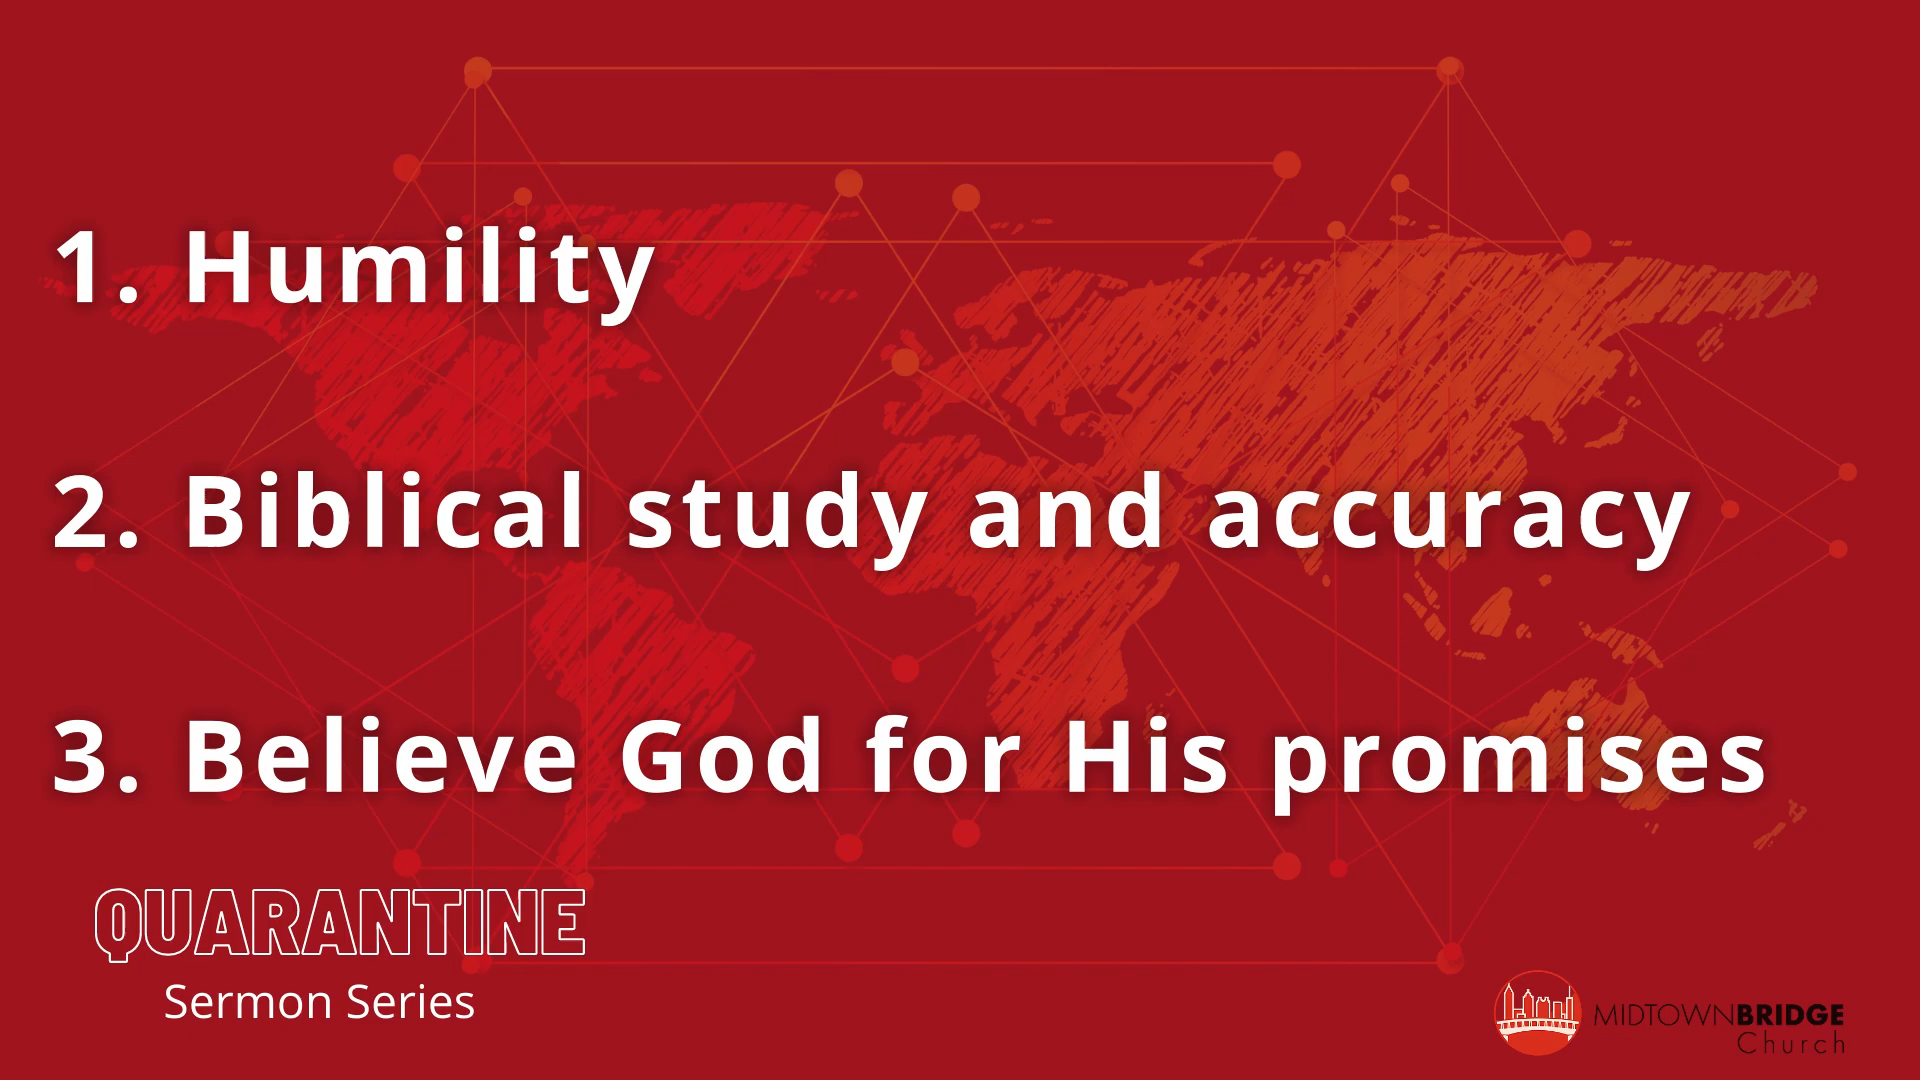 1. Humility
2. Biblical study and accuracy
3. Believe God for His promises
QUARANTINE
Sermon Series
MIDTOWNBRIDGE
Church